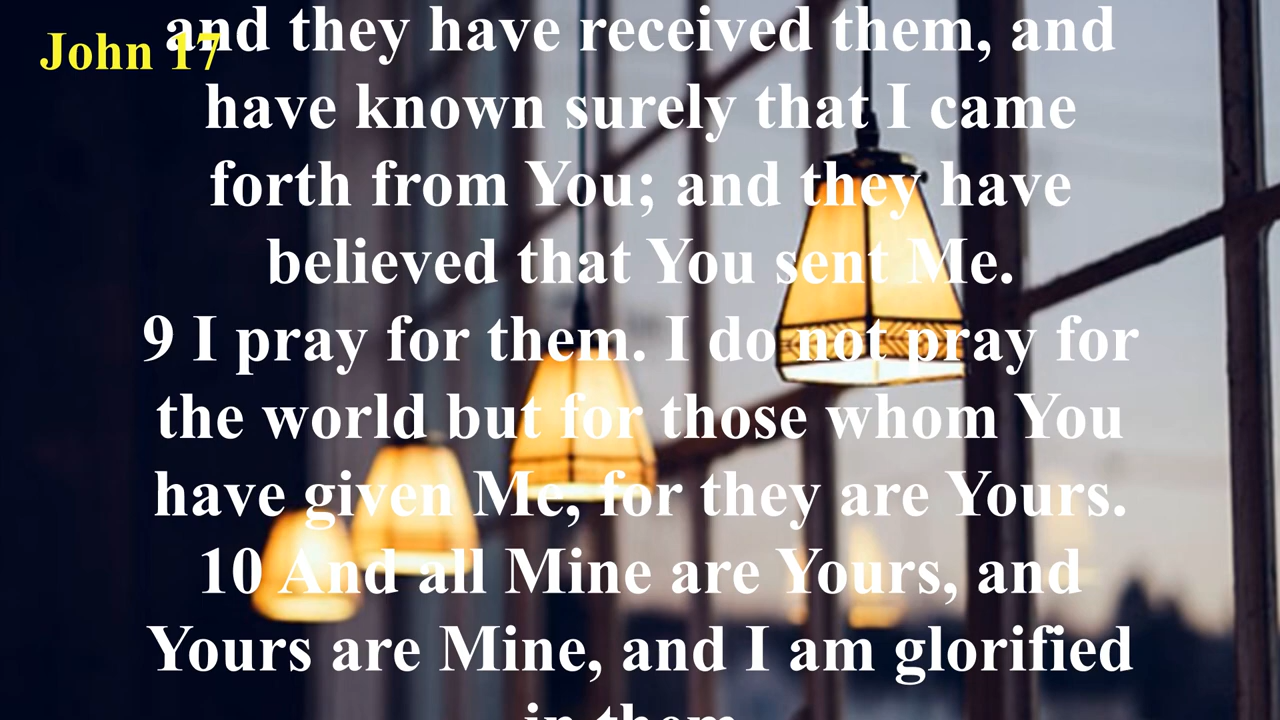 John 17
and they have received them, and
have known surely that I came
forth from You; and they have
believed that You sent Me.
9 I pray for them. I do not pray for
the world but for those whom You
have given Me, for they are Yours.
10 And all Mine are Yours, and
Yours are Mine, and I am glorified
in them.